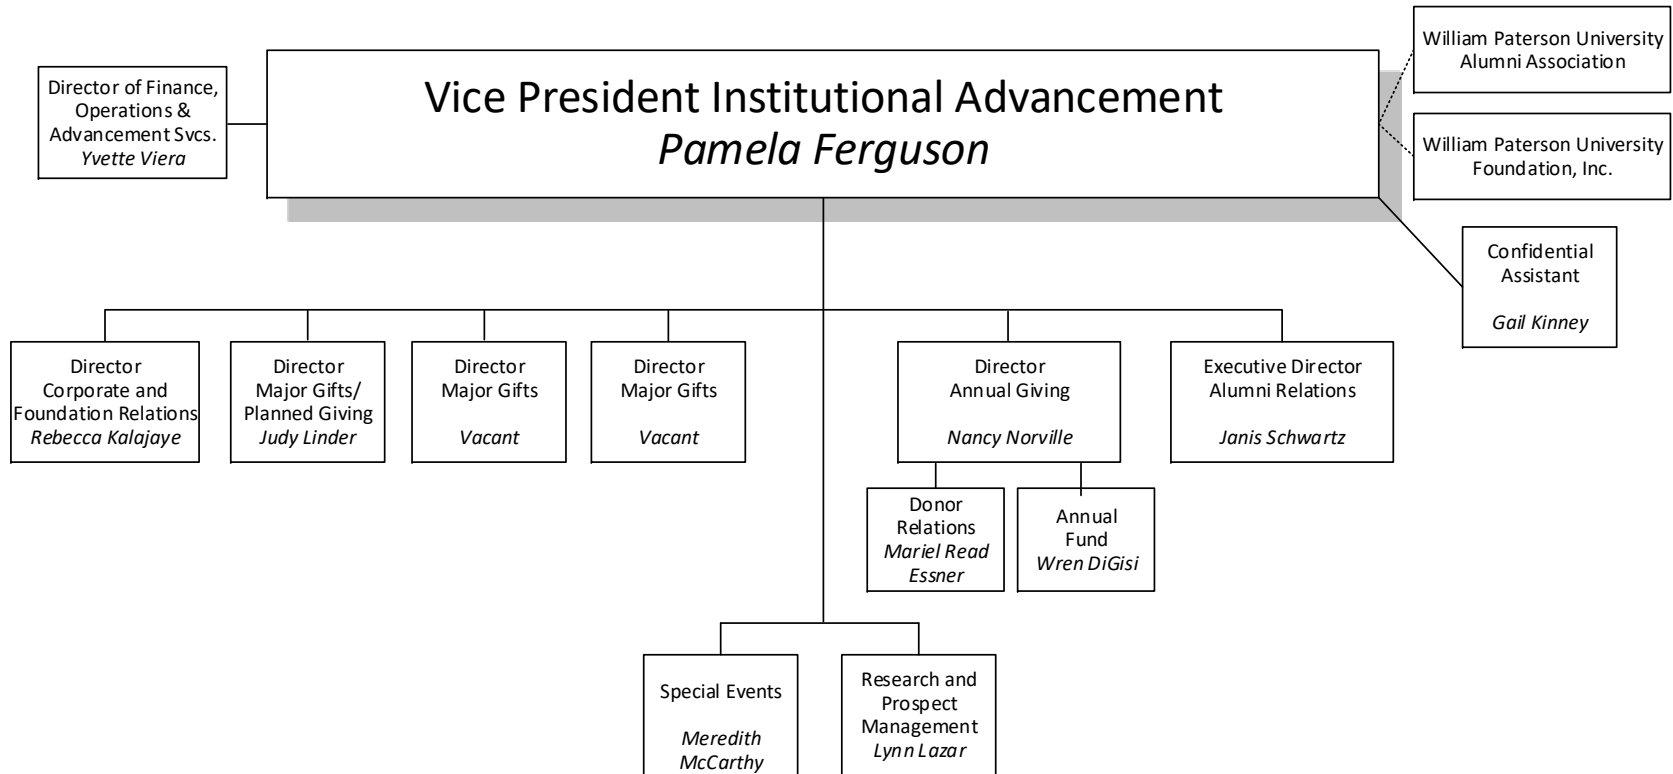 William Paterson University
Alumni Association
Vice President Institutional Advancement
Pamela Ferguson
Director of Finance,
Operations &
Advancement Svcs.
Yvette Viera
William Paterson University
Foundation, Inc.
Confidential
Assistant
Gail Kinney
Director
Corporate and
Foundation Relations
Rebecca Kalajaye
Director
Major Gifts/
Planned Giving
Judy Linder
Director
Major Gifts
Vacant
Director
Major Gifts
Vacant
Director
Annual Giving
Nancy Norville
Executive Director
Alumni Relations
Janis Schwartz
Donor
Relations
Mariel Read
Essner
Annual
Fund
Wren DiGisi
Special Events
Meredith
McCarthy
Research and
Prospect
Management
Lynn Lazar